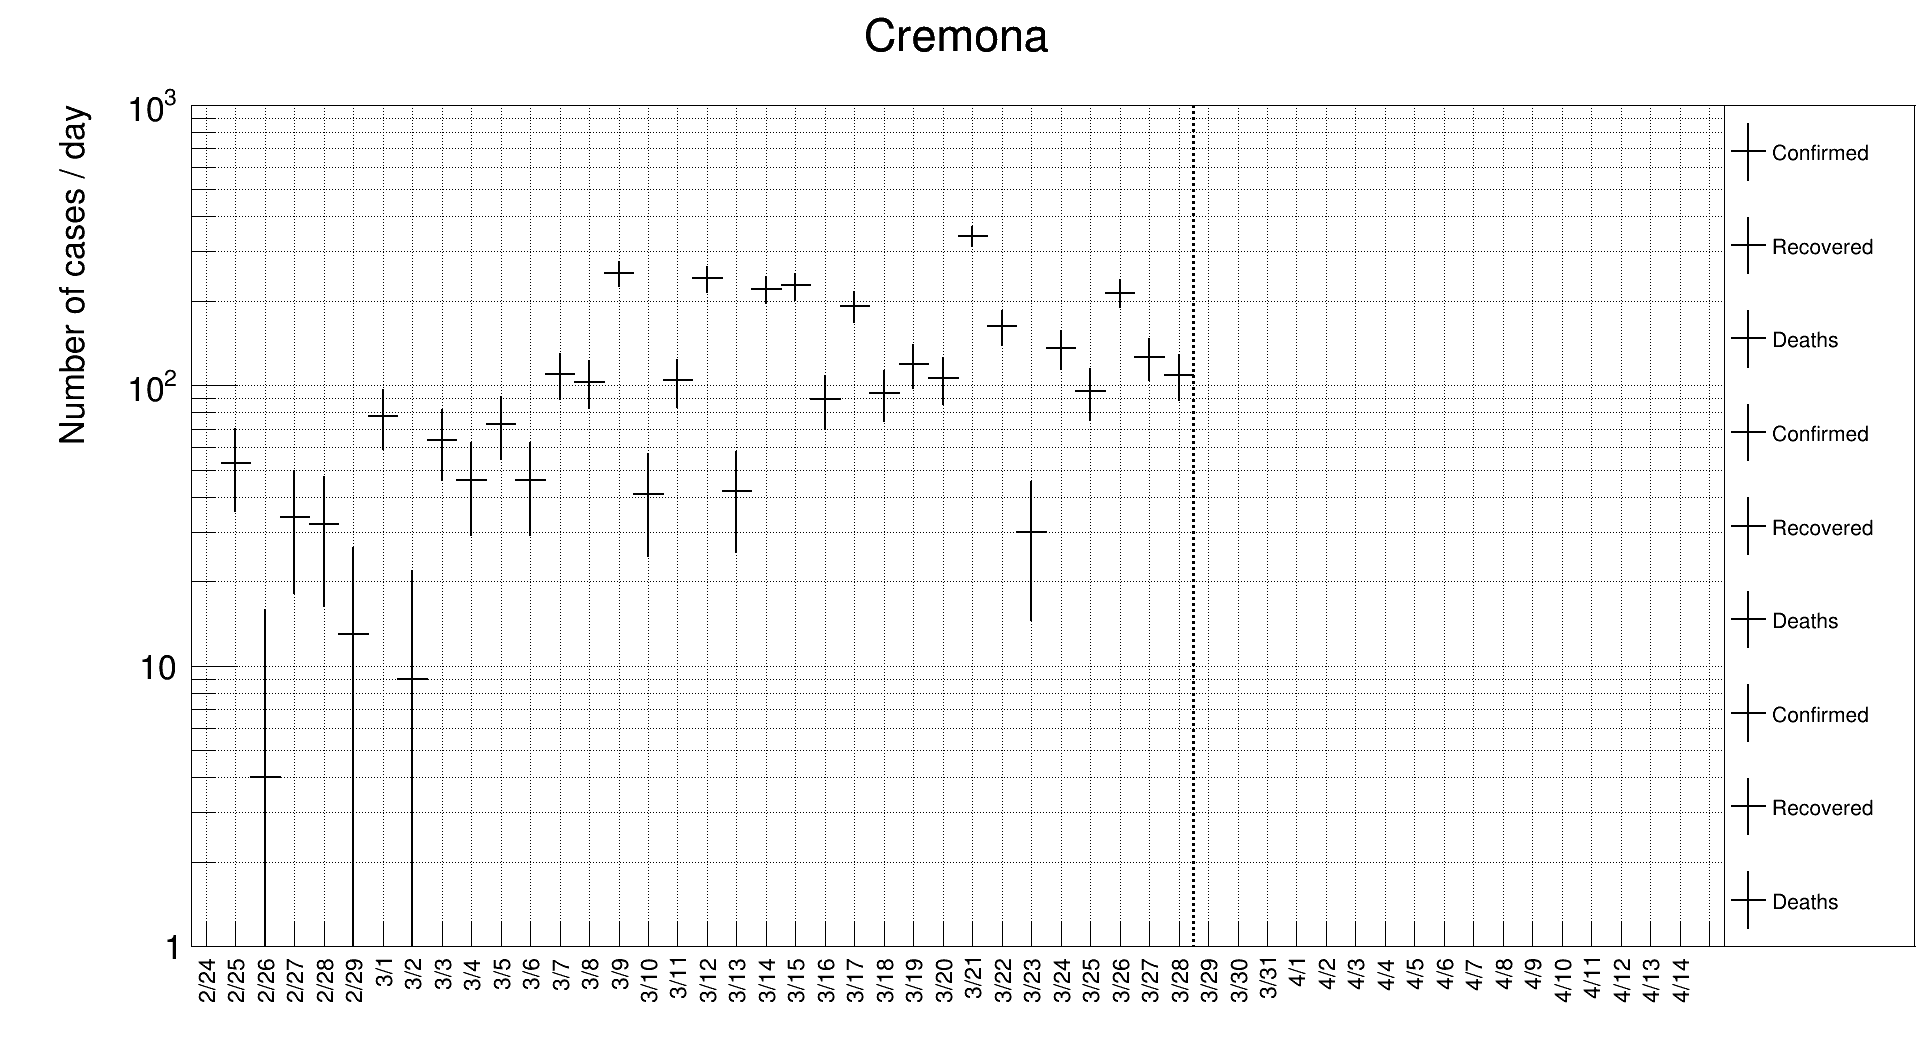 Cremona
Number of cases / day
10³
10²
10
1
2/24 2/25 2/26 2/27 2/28 2/29 3/1 3/2 3/3 3/4 3/5 3/6 3/7 3/8 3/9 3/10 3/11 3/12 3/13 3/14 3/15 3/16 3/17 3/18 3/19 3/20 3/21 3/22 3/23 3/24 3/25 3/26 3/27 3/28 3/29 3/30 3/31 4/1 4/2 4/3 4/4 4/5 4/6 4/7 4/8 4/9 4/10 4/11 4/12 4/13 4/14
Confirmed
Recovered
Deaths
Confirmed
Recovered
Deaths
Confirmed
Recovered
Deaths